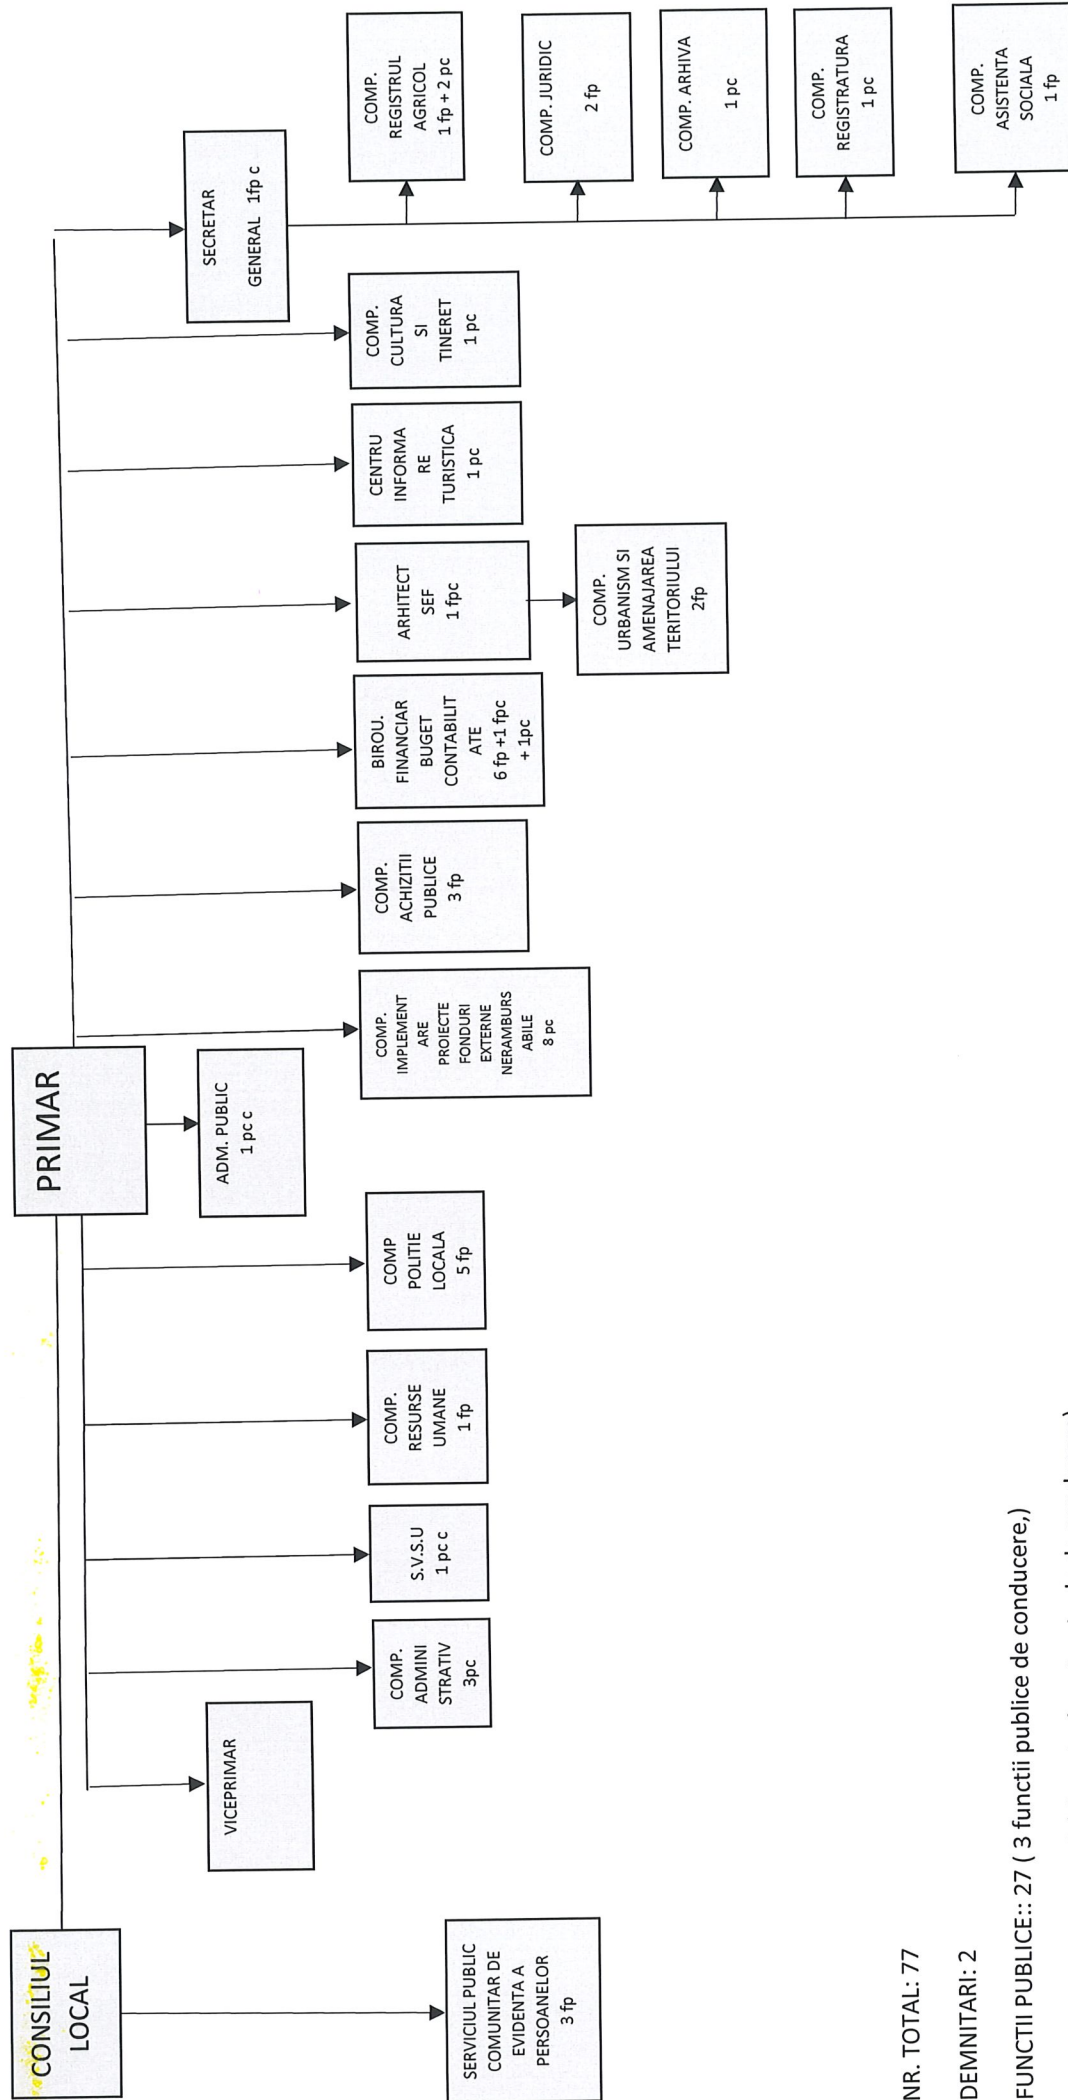 CONSILIUL
LOCAL
PRIMAR
SERVICIUL PUBLIC
COMUNITAR DE
EVIDENTA A
PERSOANELOR
3 fp
VICEPRIMAR
COMP.
ADMINI
STRATIV
3pc
S.V.S.U
1 pc c
COMP.
RESURSE
UMANE
1 fp
COMP
POLITIE
LOCALA
5 fp
ADM. PUBLIC
1 pc c
COMP.
IMPLEMENT
ARE
PROIECTE
FONDURI
EXTERNE
NERAMBURS
ABILE
8 pc
COMP.
ACHIZITII
PUBLICE
3 fp
BIROU.
FINANCIAR
BUGET
CONTABILIT
ATE
6 fp +1 fpc
+ 1pc
ARHITECT
SEF
1 fpc
COMP.
URBANISM SI
AMENAJAREA
TERITORIULUI
2fp
CENTRU
INFORMA
RE
TURISTICA
1 pc
COMP.
CULTURA
SI
TINERET
1 pc
SECRETAR
GENERAL 1fp c
COMP.
REGISTRUL
AGRICOL
1 fp + 2 pc
COMP. JURIDIC
2 fp
COMP. ARHIVA
1 pc
COMP.
REGISTRATURA
1 pc
COMP.
ASISTENTA
SOCIALA
1 fp
NR. TOTAL: 77
DEMNITARI: 2
FUNCTII PUBLICE:: 27 ( 3 functii publice de conducere,)